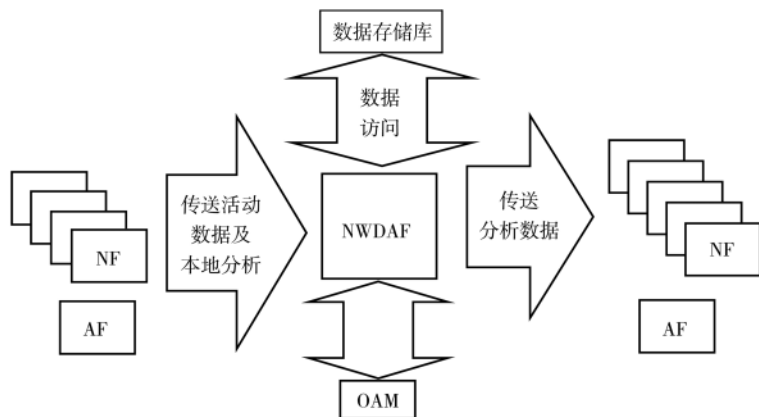 数据存储库
数据
访问
传送活动
数据及
本地分析
NWDAF
传送
分析数据
NF
AF
NF
AF
OAM